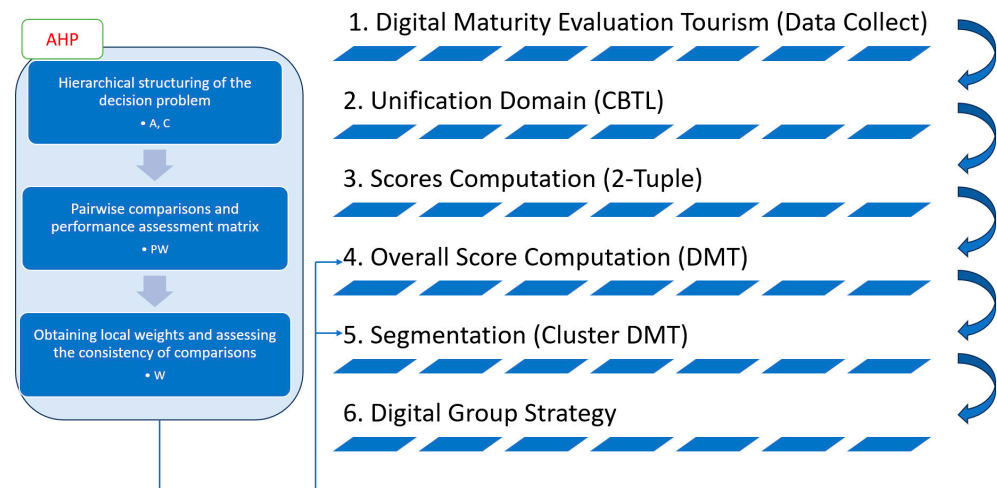 AHP
Hierarchical structuring of the
decision problem
• A, C
Pairwise comparisons and
performance assessment matrix
• PW
Obtaining local weights and assessing
the consistency of comparisons
• W
1. Digital Maturity Evaluation Tourism (Data Collect)
2. Unification Domain (CBTL)
3. Scores Computation (2-Tuple)
4. Overall Score Computation (DMT)
5. Segmentation (Cluster DMT)
6. Digital Group Strategy